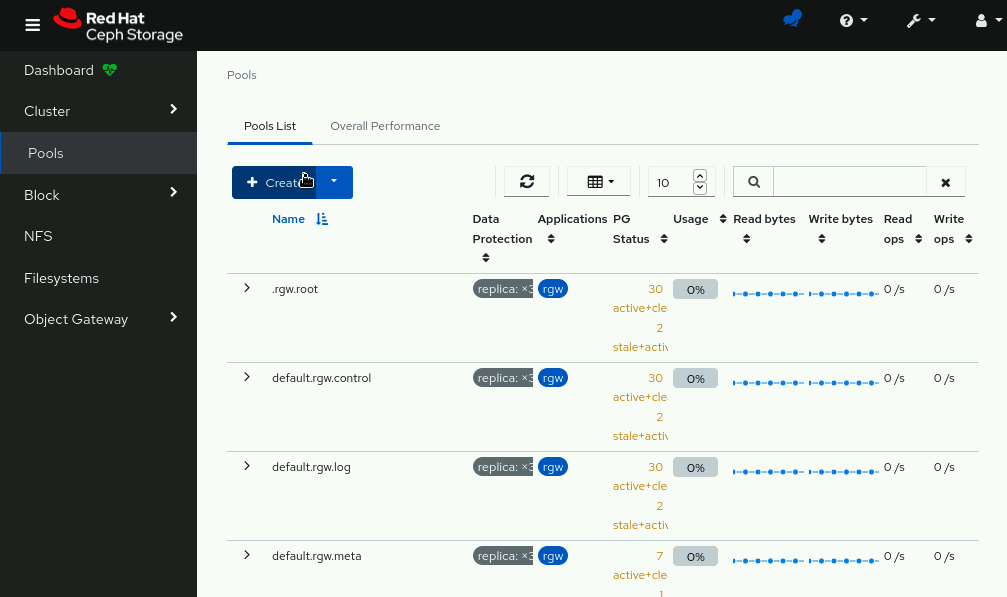 Red Hat
Ceph Storage
Dashboard
Cluster
Pools
Block
NFS
Filesystems
Object Gateway
Pools
Pools List
Overall Performance
10
Name
Data Protection
Applications
PG Status
Usage
Read bytes
Write bytes
Read ops
Write ops
.rgw.root
replica: ×3
rgw
30
active+cle
2
stale+activ
0%
0 /s
0 /s
default.rgw.control
replica: ×3
rgw
30
active+cle
2
stale+activ
0%
0 /s
0 /s
default.rgw.log
replica: ×3
rgw
30
active+cle
2
stale+activ
0%
0 /s
0 /s
default.rgw.meta
replica: ×3
rgw
7
active+cle
1
0%
0 /s
0 /s